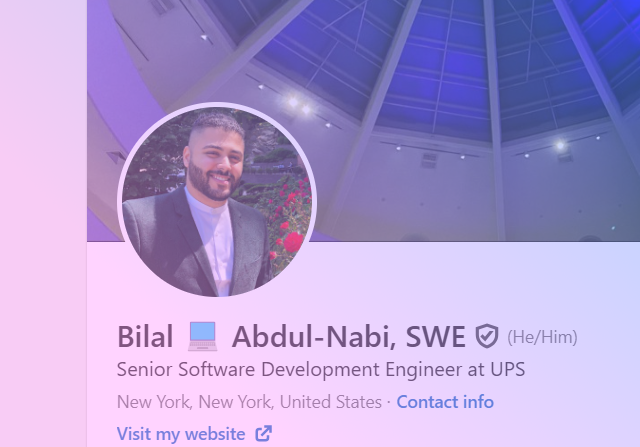 Bilal 💻 Abdul-Nabi, SWE (He/Him)
Senior Software Development Engineer at UPS
New York, New York, United States · Contact info
Visit my website